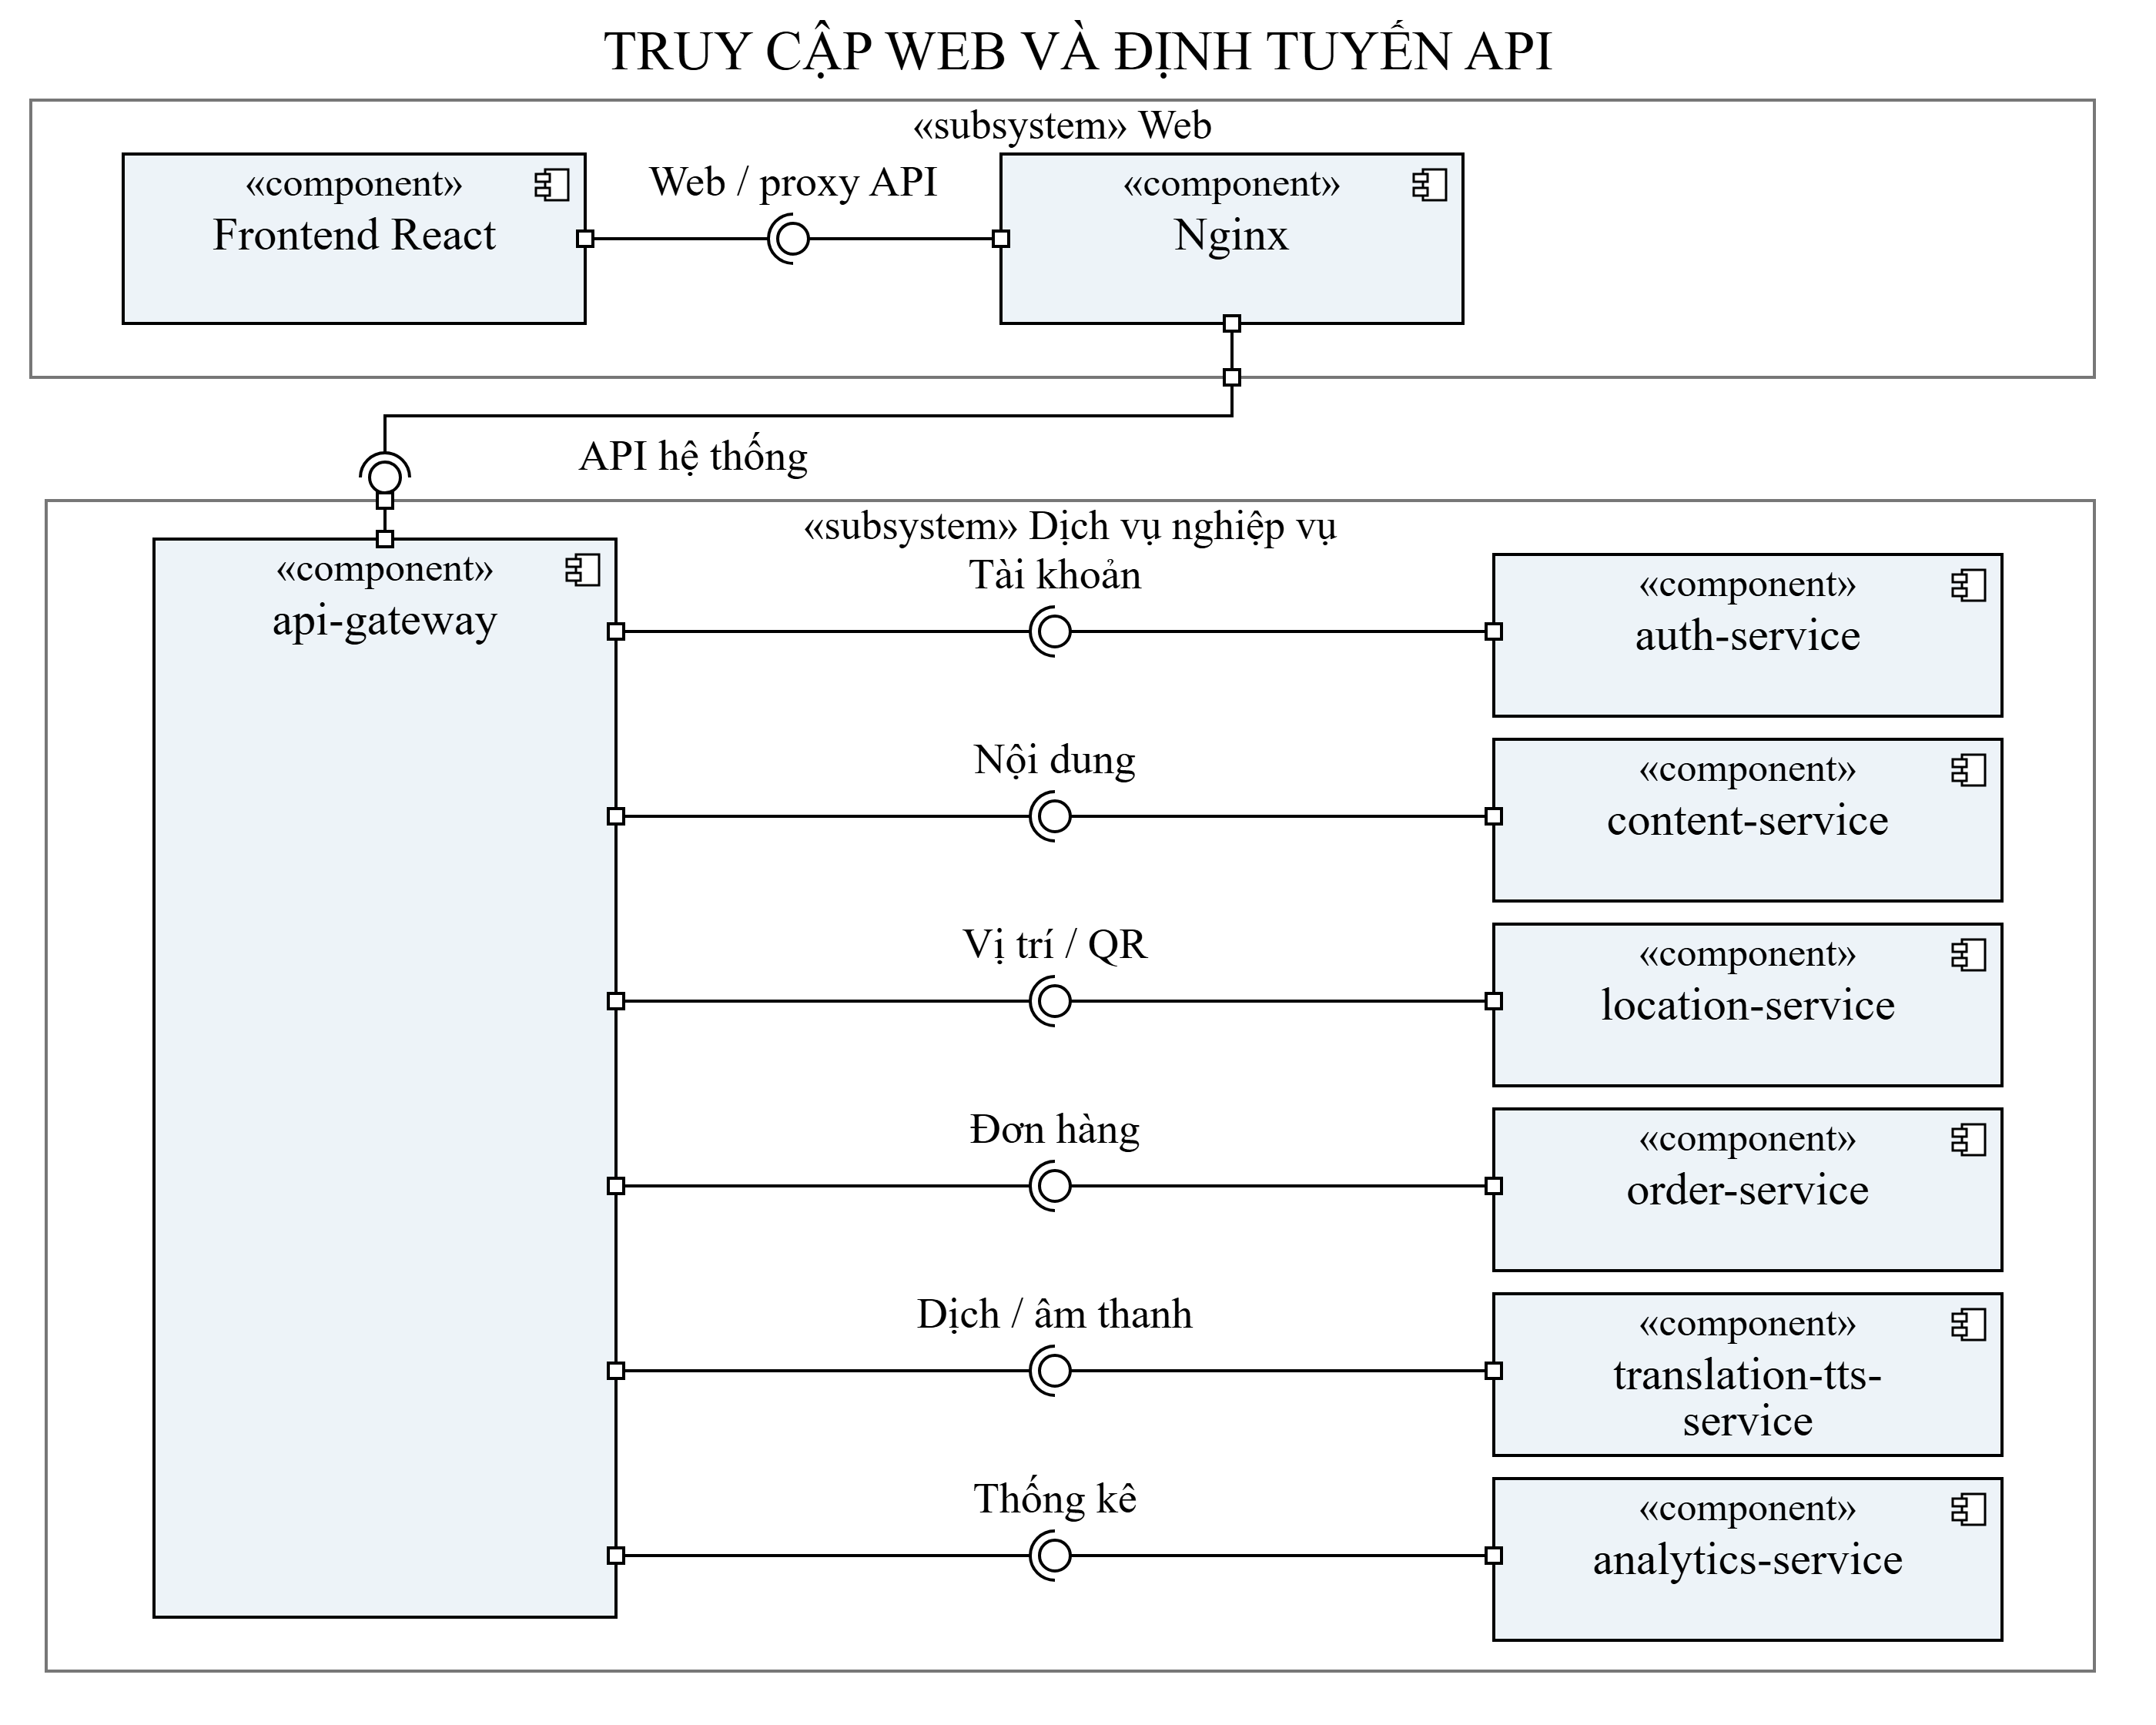 TRUY CẬP WEB VÀ ĐỊNH TUYẾN API
«subsystem» Web
«component»
Frontend React
Web / proxy API
«component»
Nginx
API hệ thống
«subsystem» Dịch vụ nghiệp vụ
«component»
api-gateway
Tài khoản
«component»
auth-service
Nội dung
«component»
content-service
Vị trí / QR
«component»
location-service
Đơn hàng
«component»
order-service
Dịch / âm thanh
«component»
translation-tts-
service
Thống kê
«component»
analytics-service